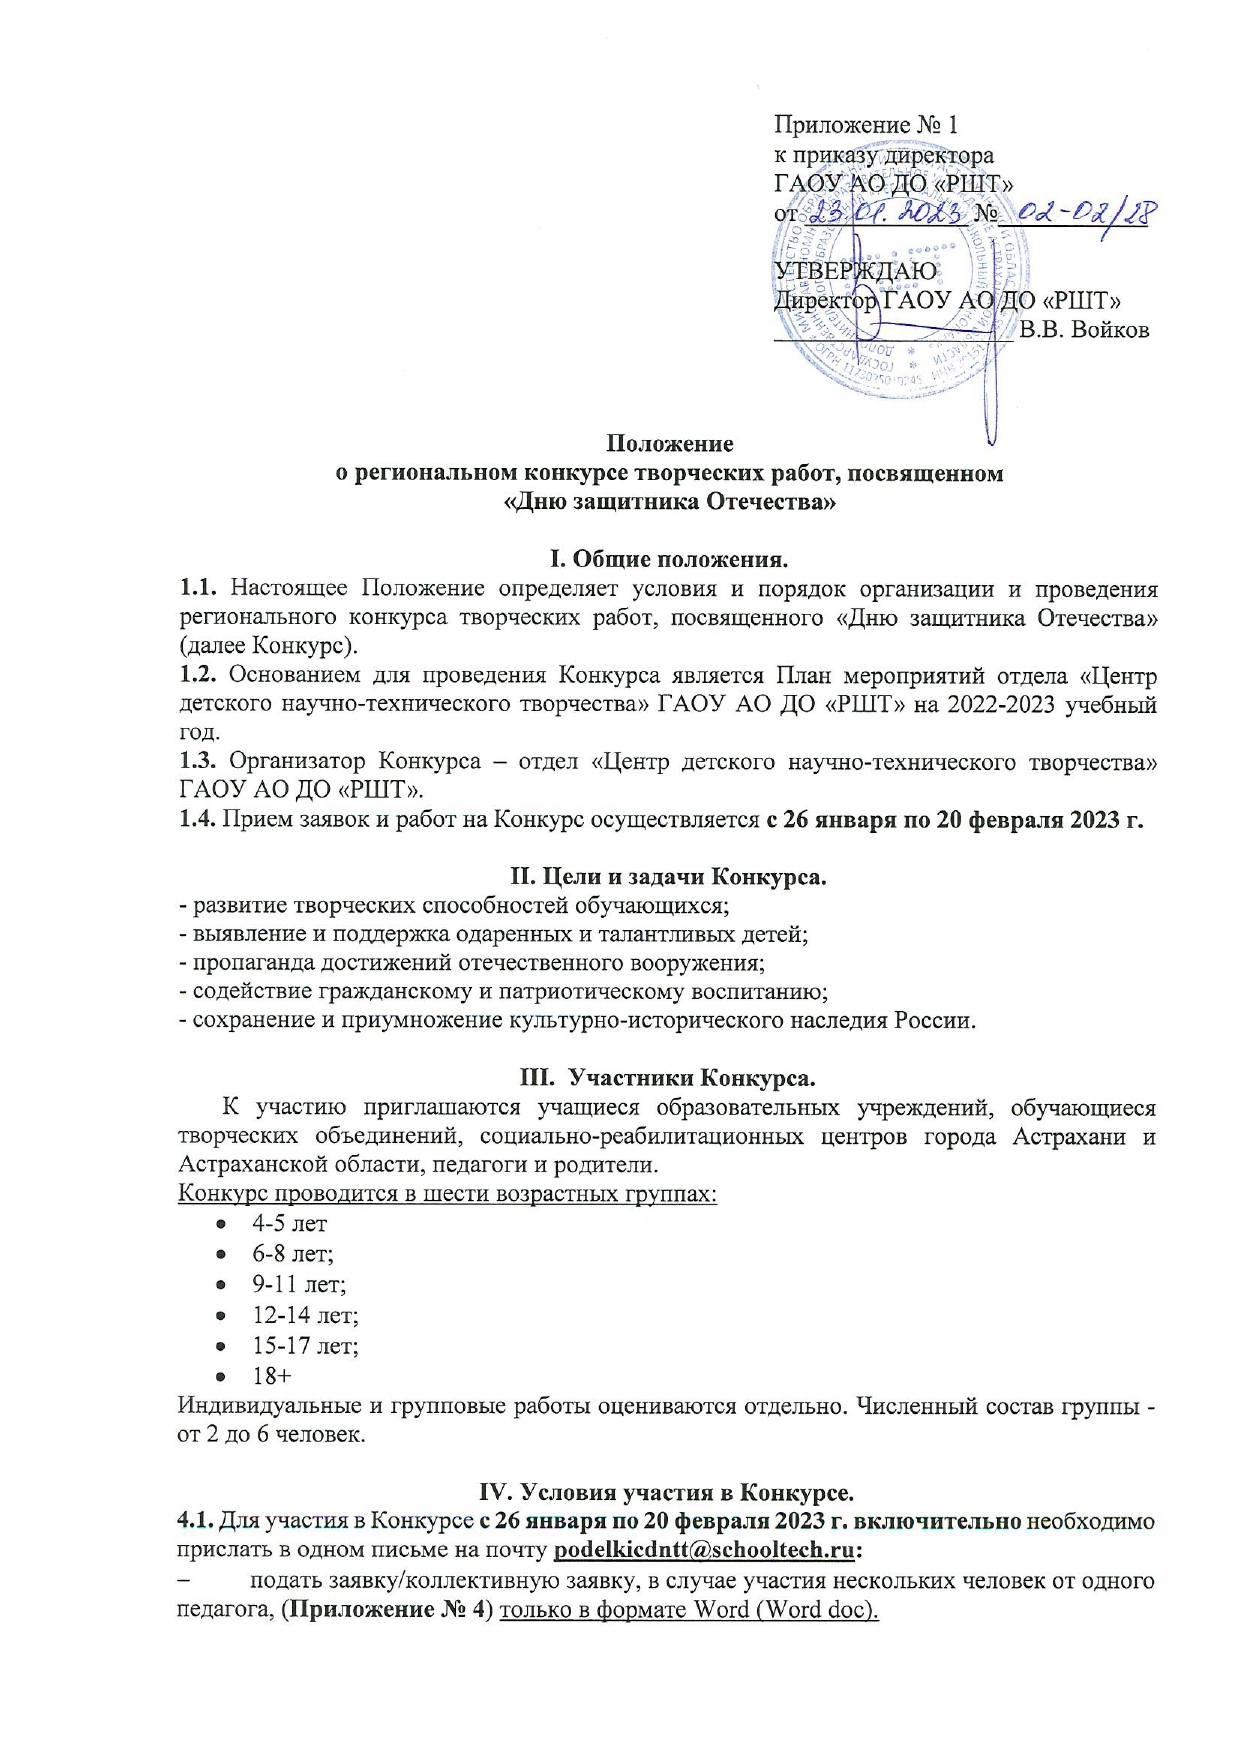 Приложение № 1
к приказу директора
ГАОУ АО ДО «РШТ»
от 23.01.2023 № 02-02/28
УТВЕРЖДАЮ
Директор ГАОУ АО ДО «РШТ»
В.В. Войков
Положение
о региональном конкурсе творческих работ, посвященном
«Дню защитника Отечества»
I. Общие положения.
1.1. Настоящее Положение определяет условия и порядок организации и проведения
регионального конкурса творческих работ, посвященного «Дню защитника Отечества»
(далее Конкурс).
1.2. Основанием для проведения Конкурса является План мероприятий отдела «Центр
детского научно-технического творчества» ГАОУ АО ДО «РШТ» на 2022-2023 учебный
год.
1.3. Организатор Конкурса – отдел «Центр детского научно-технического творчества»
ГАОУ АО ДО «РШТ».
1.4. Прием заявок и работ на Конкурс осуществляется с 26 января по 20 февраля 2023 г.
II. Цели и задачи Конкурса.
- развитие творческих способностей обучающихся;
- выявление и поддержка одаренных и талантливых детей;
- пропаганда достижений отечественного вооружения;
- содействие гражданскому и патриотическому воспитанию;
- сохранение и приумножение культурно-исторического наследия России.
III. Участники Конкурса.
К участию приглашаются учащиеся образовательных учреждений, обучающиеся
творческих объединений, социально-реабилитационных центров города Астрахани и
Астраханской области, педагоги и родители.
Конкурс проводится в шести возрастных группах:
• 4-5 лет
• 6-8 лет;
• 9-11 лет;
• 12-14 лет;
• 15-17 лет;
• 18+
Индивидуальные и групповые работы оцениваются отдельно. Численный состав группы -
от 2 до 6 человек.
IV. Условия участия в Конкурсе.
4.1. Для участия в Конкурсе с 26 января по 20 февраля 2023 г. включительно необходимо
прислать в одном письме на почту podelkicdntt@schooltech.ru:
– подать заявку/коллективную заявку, в случае участия нескольких человек от одного
педагога, (Приложение № 4) только в формате Word (Word doc).